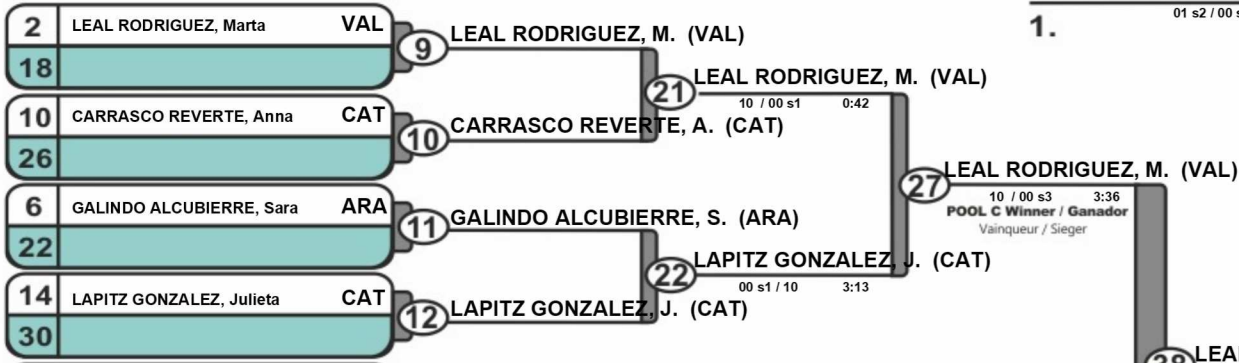 2 LEAL RODRIGUEZ, Marta VAL
18
9 LEAL RODRIGUEZ, M. (VAL)
10 CARRASCO REVERTE, Anna CAT
26
10 CARRASCO REVERTE, A. (CAT)
21 LEAL RODRIGUEZ, M. (VAL)
10 / 00 s1 0:42
6 GALINDO ALCUBIERRE, Sara ARA
22
11 GALINDO ALCUBIERRE, S. (ARA)
14 LAPITZ GONZALEZ, Julieta CAT
30
12 LAPITZ GONZALEZ, J. (CAT)
22 LAPITZ GONZALEZ, J. (CAT)
00 s1 / 10 3:13
27 LEAL RODRIGUEZ, M. (VAL)
10 / 00 s3 3:36
POOL C Winner / Ganador
Vainqueur / Sieger
01 s2 / 00
1.